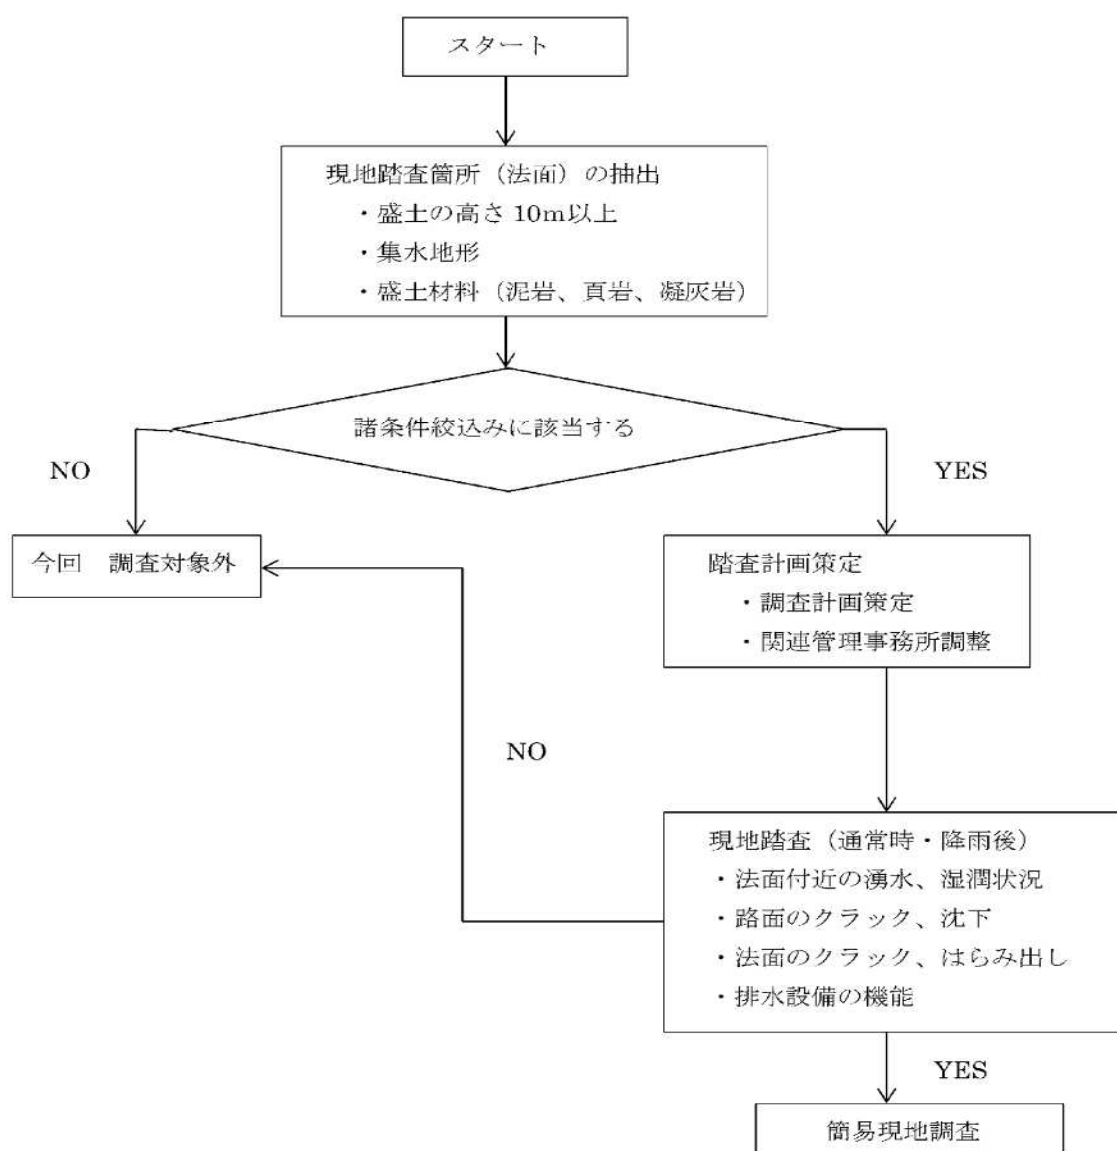 スタート
現地踏査箇所（法面）の抽出
・盛土の高さ 10m以上
・集水地形
・盛土材料（泥岩、頁岩、凝灰岩）
諸条件絞込みに該当する
NO
YES
今回　調査対象外
踏査計画策定
・調査計画策定
・関連管理事務所調整
NO
現地踏査（通常時・降雨後）
・法面付近の湧水、湿潤状況
・路面のクラック、沈下
・法面のクラック、はらみ出し
・排水設備の機能
YES
簡易現地調査